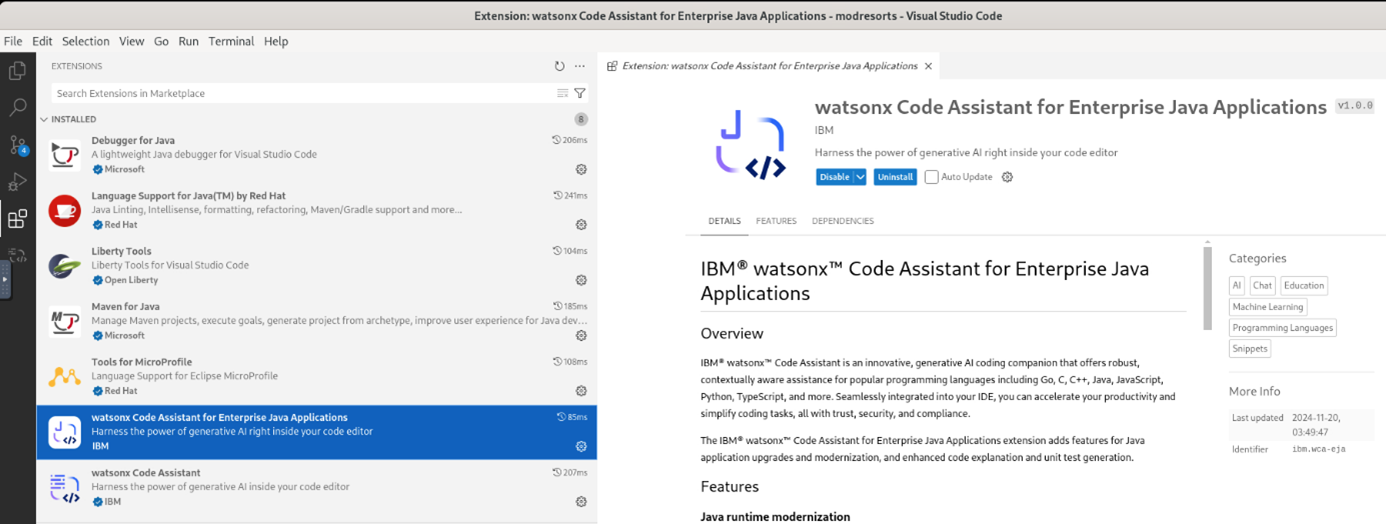 Extension: watsonx Code Assistant for Enterprise Java Applications - modresorts - Visual Studio Code
File Edit Selection View Go Run Terminal Help
EXTENSIONS
Search Extensions in Marketplace
INSTALLED 8
Debugger for Java 206ms
A lightweight Java debugger for Visual Studio Code
Microsoft
Language Support for Java(TM) by Red Hat 241ms
Java Linting, Intellisense, formatting, refactoring, Maven/Gradle support and more...
Red Hat
Liberty Tools 104ms
Liberty Tools for Visual Studio Code
Open Liberty
Maven for Java 185ms
Manage Maven projects, execute goals, generate project from archetype, improve user experience for Java dev...
Microsoft
Tools for MicroProfile 108ms
Language Support for Eclipse MicroProfile
Red Hat
watsonx Code Assistant for Enterprise Java Applications 85ms
Harness the power of generative AI right inside your code editor
IBM
watsonx Code Assistant 207ms
Harness the power of generative AI inside your code editor
IBM
4
Extension: watsonx Code Assistant for Enterprise Java Applications
watsonx Code Assistant for Enterprise Java Applications v1.0.0
IBM
Harness the power of generative AI right inside your code editor
Disable Uninstall Auto Update
DETAILS FEATURES DEPENDENCIES
IBM® watsonx™ Code Assistant for Enterprise Java
Applications
Overview
IBM® watsonx™ Code Assistant is an innovative, generative AI coding companion that offers robust,
contextually aware assistance for popular programming languages including Go, C, C++, Java, JavaScript,
Python, TypeScript, and more. Seamlessly integrated into your IDE, you can accelerate your productivity and
simplify coding tasks, all with trust, security, and compliance.
The IBM® watsonx™ Code Assistant for Enterprise Java Applications extension adds features for Java
application upgrades and modernization, and enhanced code explanation and unit test generation.
Features
Java runtime modernization
Categories
AI Chat Education
Machine Learning
Programming Languages
Snippets
More Info
Last updated 2024-11-20,
03:49:47
Identifier ibm.wca-eja